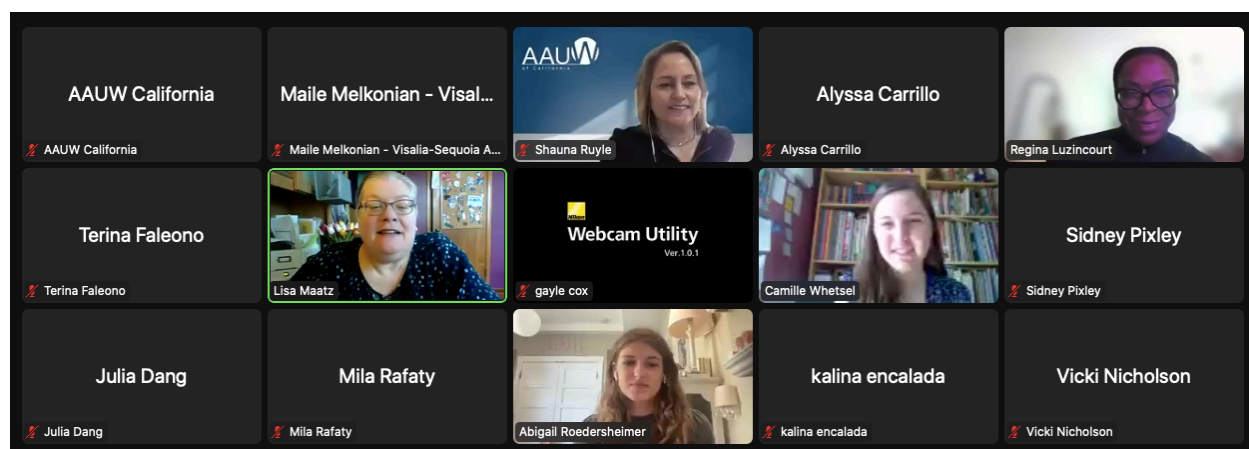 AAUW California
AAUW California
Maile Melkonian - Visal...
Maile Melkonian - Visalia-Sequoia A...
AAUW
of California
Shauna Ruyle
Alyssa Carrillo
Alyssa Carrillo
Regina Luzincourt
Terina Faleono
Terina Faleono
Lisa Maatz
Nikon
Webcam Utility
Ver.1.0.1
gayle cox
Camille Whetsel
Sidney Pixley
Sidney Pixley
Julia Dang
Julia Dang
Mila Rafaty
Mila Rafaty
Abigail Roedersheimer
kalina encalada
kalina encalada
Vicki Nicholson
Vicki Nicholson